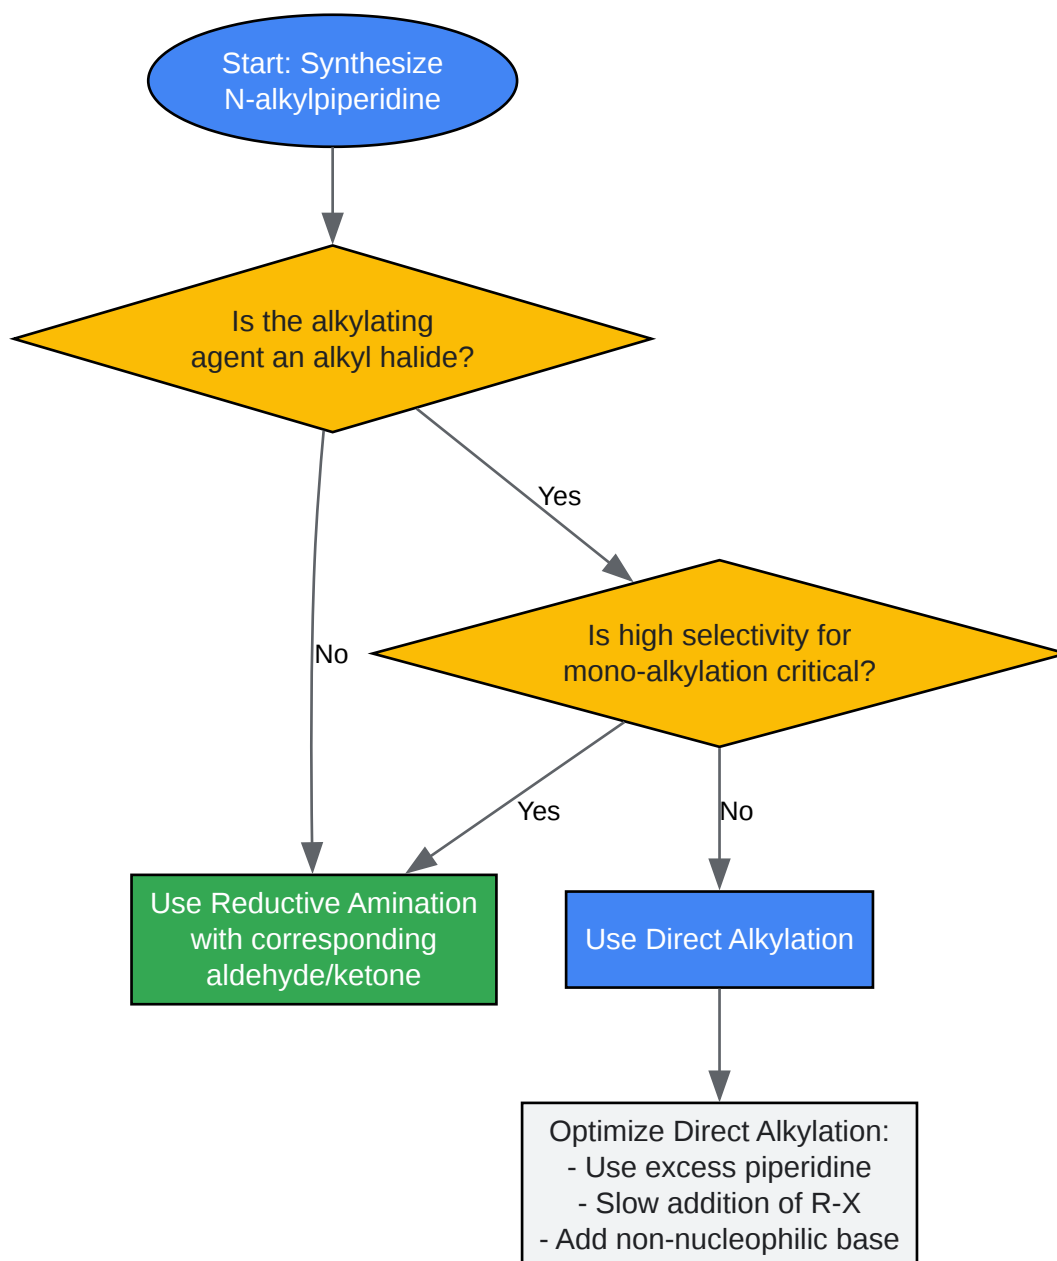 Start: Synthesize
N-alkylpiperidine
Is the alkylating
agent an alkyl halide?
Yes
No
Is high selectivity for
mono-alkylation critical?
Yes
No
Use Reductive Amination
with corresponding
aldehyde/ketone
Use Direct Alkylation
Optimize Direct Alkylation:
- Use excess piperidine
- Slow addition of R-X
- Add non-nucleophilic base